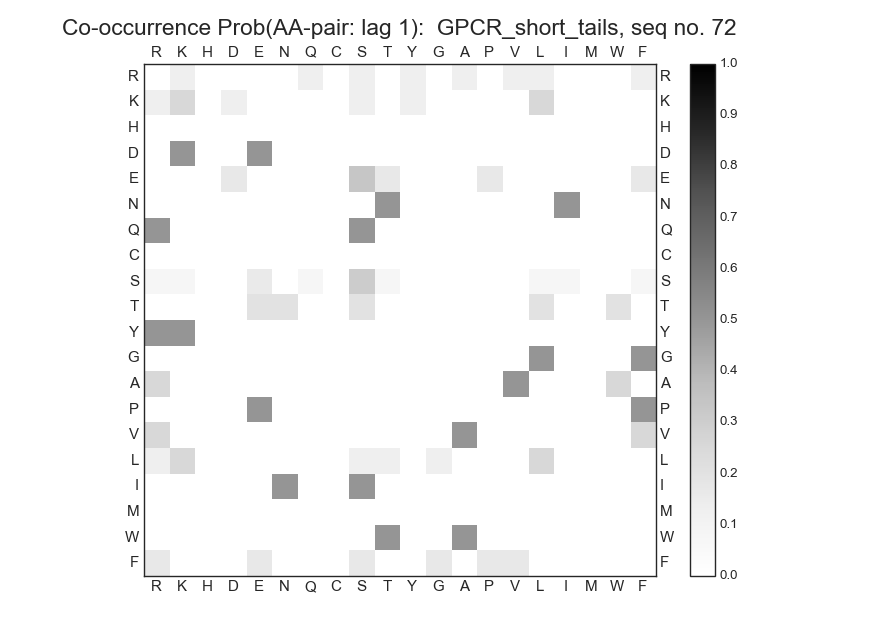 Co-occurrence Prob(AA-pair: lag 1):  GPCR_short_tails, seq no. 72
R K H D E N Q C S T Y G A P V L I M W F
R R
K K
H H
D D
E E
N N
Q Q
C C
S S
T T
Y Y
G G
A A
P P
V V
L L
I I
M M
W W
F F
R K H D E N Q C S T Y G A P V L I M W F
1.0
0.9
0.8
0.7
0.6
0.5
0.4
0.3
0.2
0.1
0.0